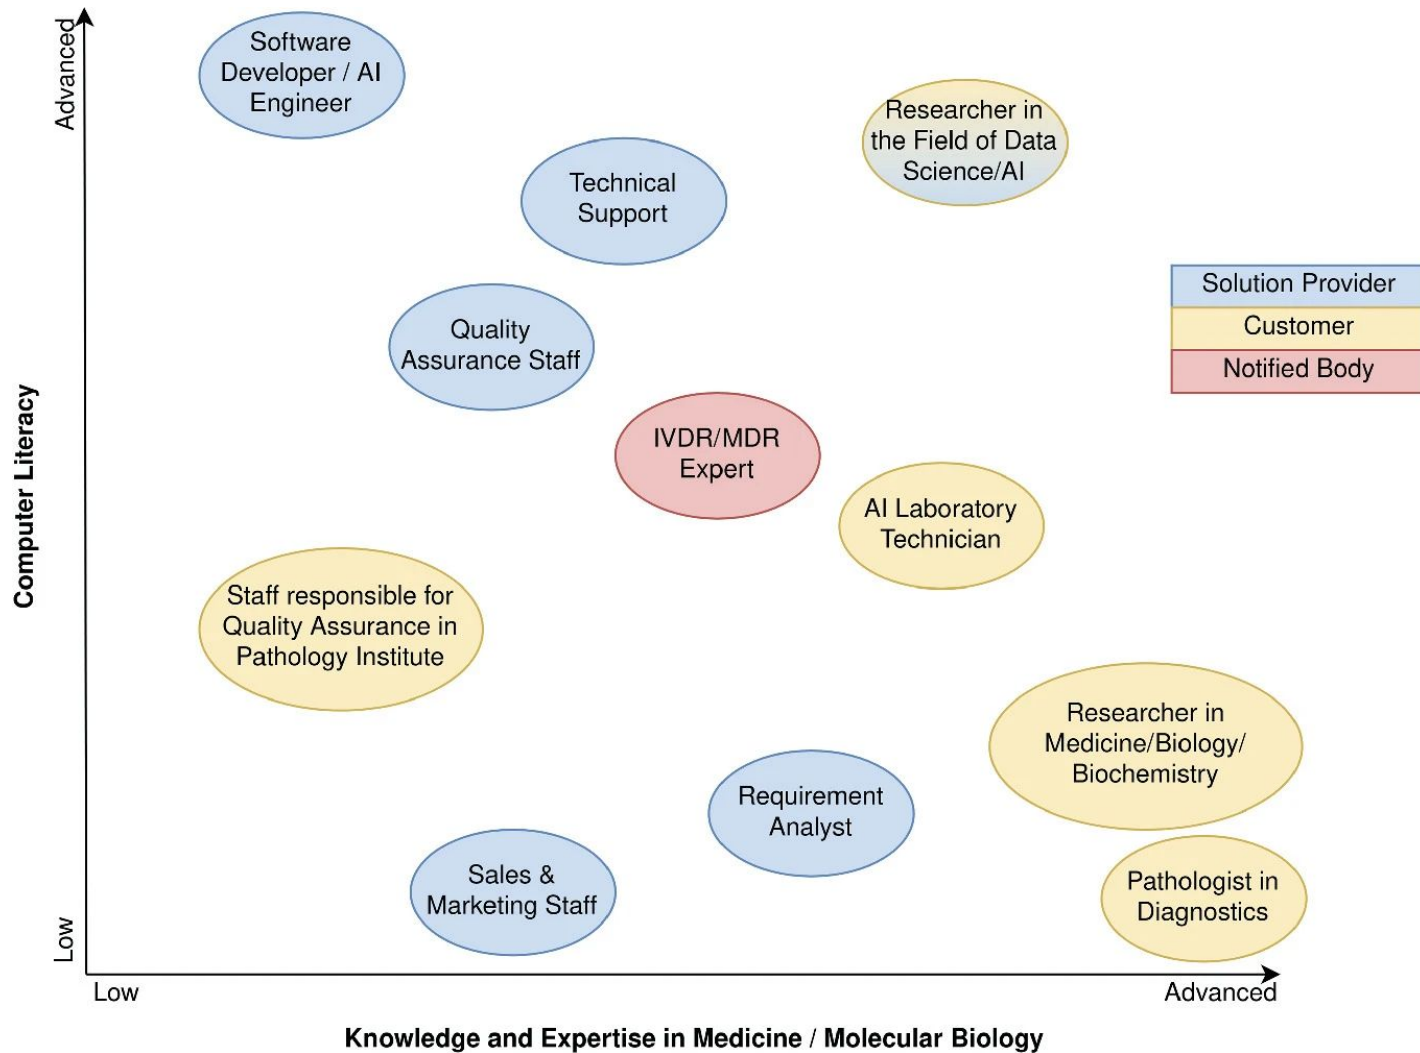 Advanced
Software
Developer / AI
Engineer
Researcher in
the Field of Data
Science/AI
Technical
Support
Solution Provider
Customer
Notified Body
Quality
Assurance Staff
IVDR/MDR
Expert
AI Laboratory
Technician
Computer Literacy
Staff responsible for
Quality Assurance in
Pathology Institute
Researcher in
Medicine/Biology/
Biochemistry
Requirement
Analyst
Sales &
Marketing Staff
Pathologist in
Diagnostics
Low
Low
Advanced
Knowledge and Expertise in Medicine / Molecular Biology